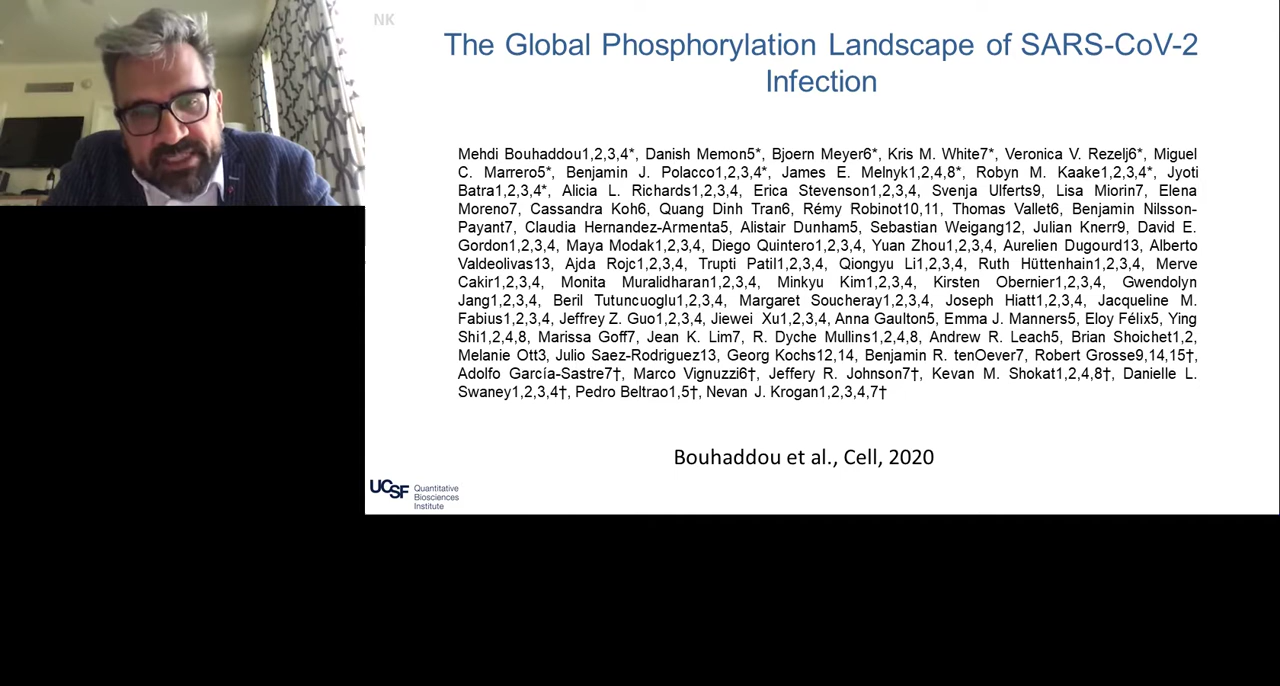 NK
The Global Phosphorylation Landscape of SARS-CoV-2
Infection
Mehdi Bouhaddou1,2,3,4*, Danish Memon5*, Bjoern Meyer6*, Kris M. White7*, Veronica V. Rezelj6*, Miguel
C. Marrero5*, Benjamin J. Polacco1,2,3,4*, James E. Melnyk1,2,4,8*, Robyn M. Kaake1,2,3,4*, Jyoti
Batra1,2,3,4*, Alicia L. Richards1,2,3,4, Erica Stevenson1,2,3,4, Svenja Ulferts9, Lisa Miorin7, Elena
Moreno7, Cassandra Koh6, Quang Dinh Tran6, Rémy Robinot10,11, Thomas Vallet6, Benjamin Nilsson-
Payant7, Claudia Hernandez-Armenta5, Alistair Dunham5, Sebastian Weigang12, Julian Knerr9, David E.
Gordon1,2,3,4, Maya Modak1,2,3,4, Diego Quintero1,2,3,4, Yuan Zhou1,2,3,4, Aurelien Dugourd13, Alberto
Valdeolivas13, Ajda Rojc1,2,3,4, Trupti Patil1,2,3,4, Qiongyu Li1,2,3,4, Ruth Hüttenhain1,2,3,4, Merve
Cakir1,2,3,4, Monita Muralidharan1,2,3,4, Minkyu Kim1,2,3,4, Kirsten Obernier1,2,3,4, Gwendolyn
Jang1,2,3,4, Beril Tutuncuoglu1,2,3,4, Margaret Soucheray1,2,3,4, Joseph Hiatt1,2,3,4, Jacqueline M.
Fabius1,2,3,4, Jeffrey Z. Guo1,2,3,4, Jiewei Xu1,2,3,4, Anna Gaulton5, Emma J. Manners5, Eloy Félix5, Ying
Shi1,2,4,8, Marissa Goff7, Jean K. Lim7, R. Dyche Mullins1,2,4,8, Andrew R. Leach5, Brian Shoichet1,2,
Melanie Ott3, Julio Saez-Rodriguez13, Georg Kochs12,14, Benjamin R. tenOever7, Robert Grosse9,14,15†,
Adolfo García-Sastre7†, Marco Vignuzzi6†, Jeffery R. Johnson7†, Kevan M. Shokat1,2,4,8†, Danielle L.
Swaney1,2,3,4†, Pedro Beltrao1,5†, Nevan J. Krogan1,2,3,4,7†
Bouhaddou et al., Cell, 2020
UCSF Quantitative
Biosciences
Institute